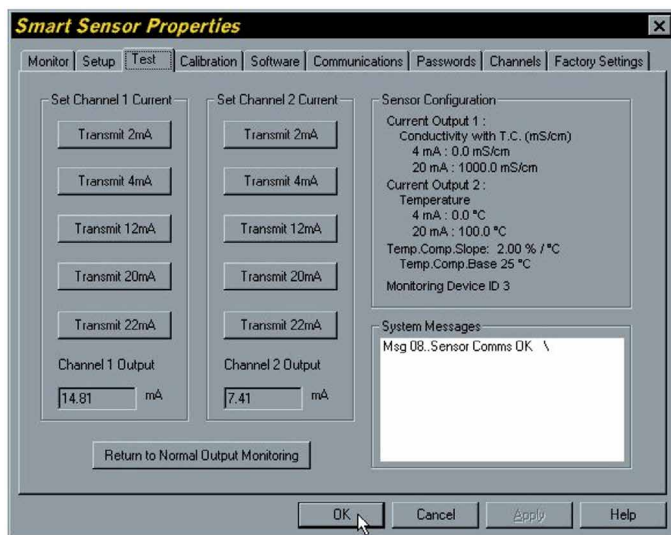 Smart Sensor Properties
Monitor Setup Test Calibration Software Communications Passwords Channels Factory Settings
Set Channel 1 Current
Transmit 2mA
Transmit 4mA
Transmit 12mA
Transmit 20mA
Transmit 22mA
Channel 1 Output
14.81 mA
Set Channel 2 Current
Transmit 2mA
Transmit 4mA
Transmit 12mA
Transmit 20mA
Transmit 22mA
Channel 2 Output
7.41 mA
Return to Normal Output Monitoring
Sensor Configuration
Current Output 1 :
Conductivity with T.C. (mS/cm)
4 mA : 0.0 mS/cm
20 mA : 1000.0 mS/cm
Current Output 2 :
Temperature
4 mA : 0.0 °C
20 mA : 100.0 °C
Temp.Comp.Slope: 2.00 % / °C
Temp.Comp.Base 25 °C
Monitoring Device ID 3
System Messages
Msg 08..Sensor Comms OK \
OK Cancel Apply Help